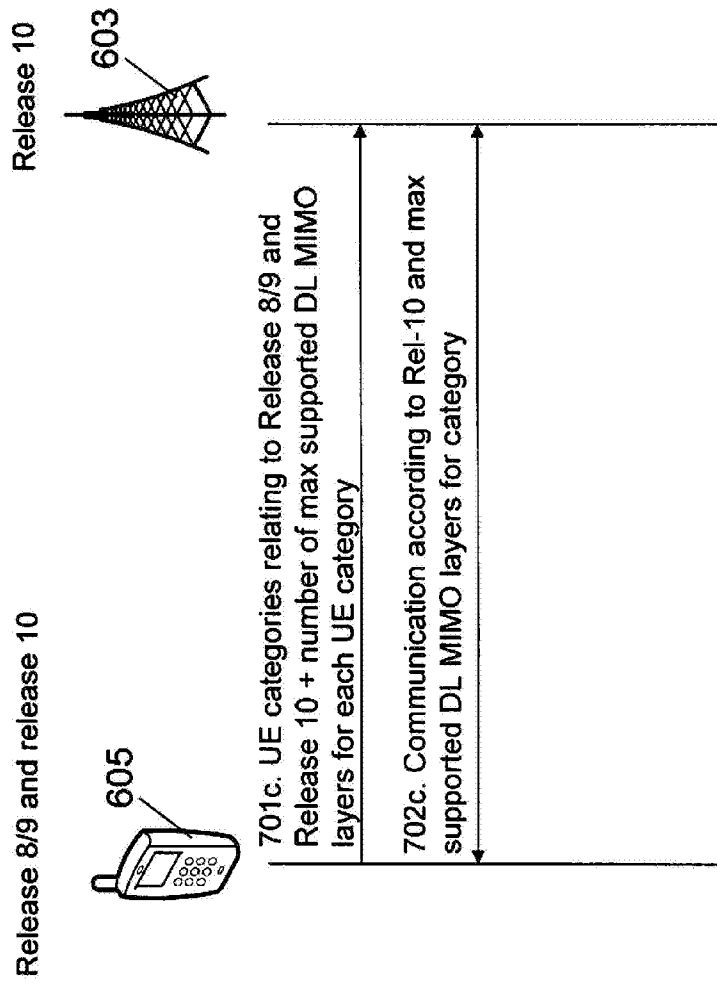 Release 8/9 and release 10
Release 10
605
603
701c. UE categories relating to Release 8/9 and
Release 10 + number of max supported DL MIMO
layers for each UE category
702c. Communication according to Rel-10 and max
supported DL MIMO layers for category